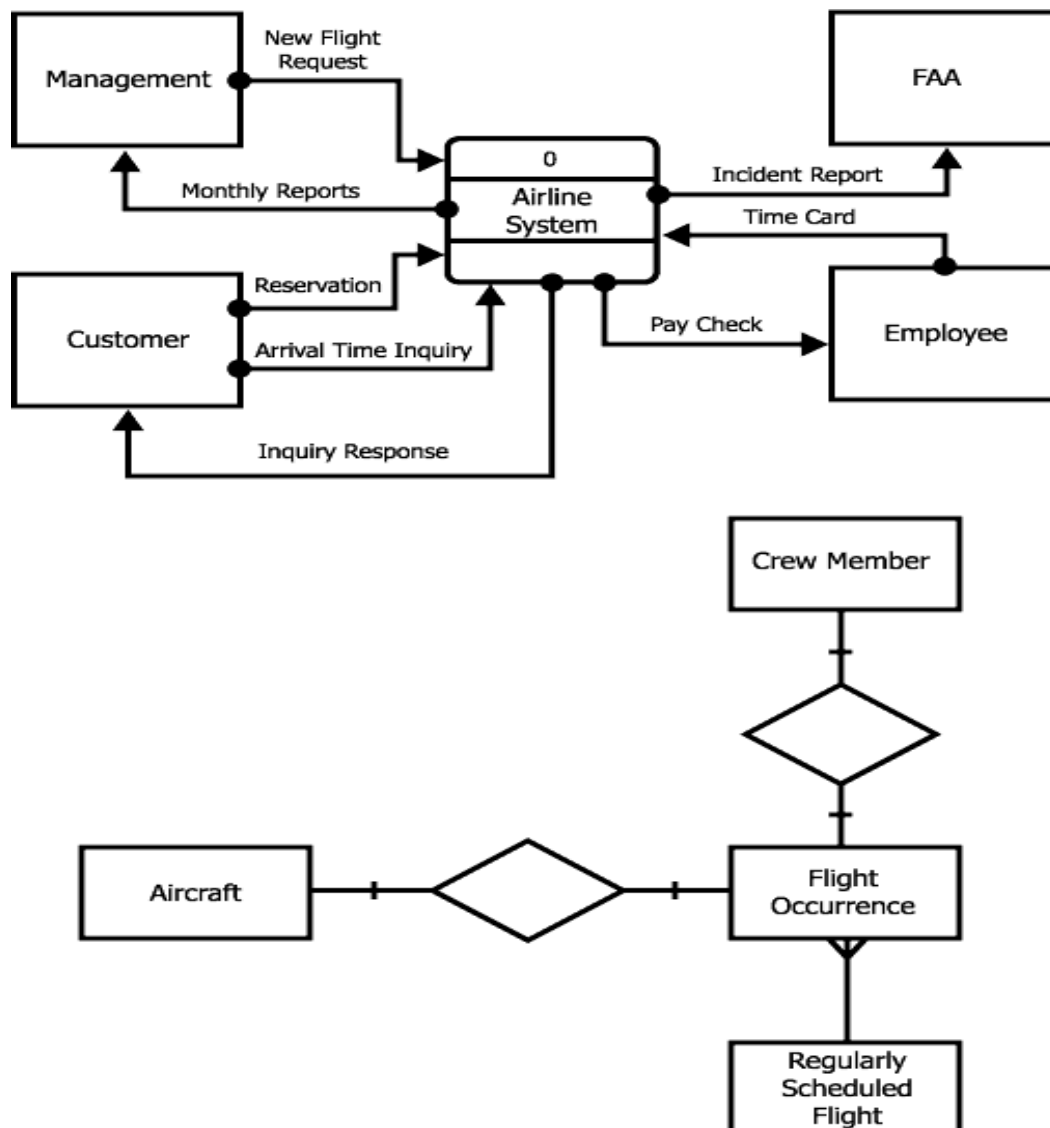 New Flight
Request
Management
FAA
0
Monthly Reports
Airline
System
Incident Report
Time Card
Reservation
Customer
Arrival Time Inquiry
Pay Check
Employee
Inquiry Response
Crew Member
Aircraft
Flight
Occurrence
Regularly
Scheduled
Flight